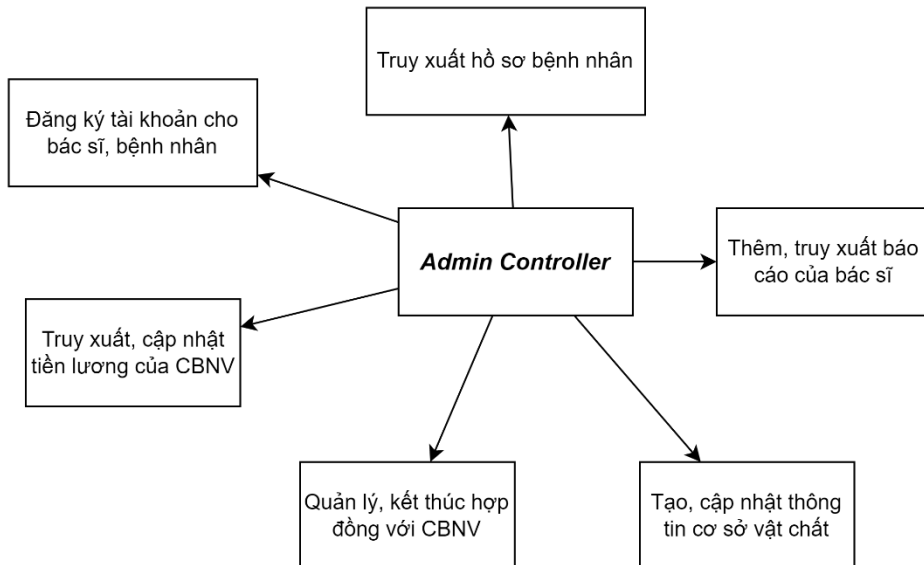 Truy xuất hồ sơ bệnh nhân
Đăng ký tài khoản cho
bác sĩ, bệnh nhân
Admin Controller
Thêm, truy xuất báo
cáo của bác sĩ
Truy xuất, cập nhật
tiền lương của CBNV
Quản lý, kết thúc hợp
đồng với CBNV
Tạo, cập nhật thông
tin cơ sở vật chất